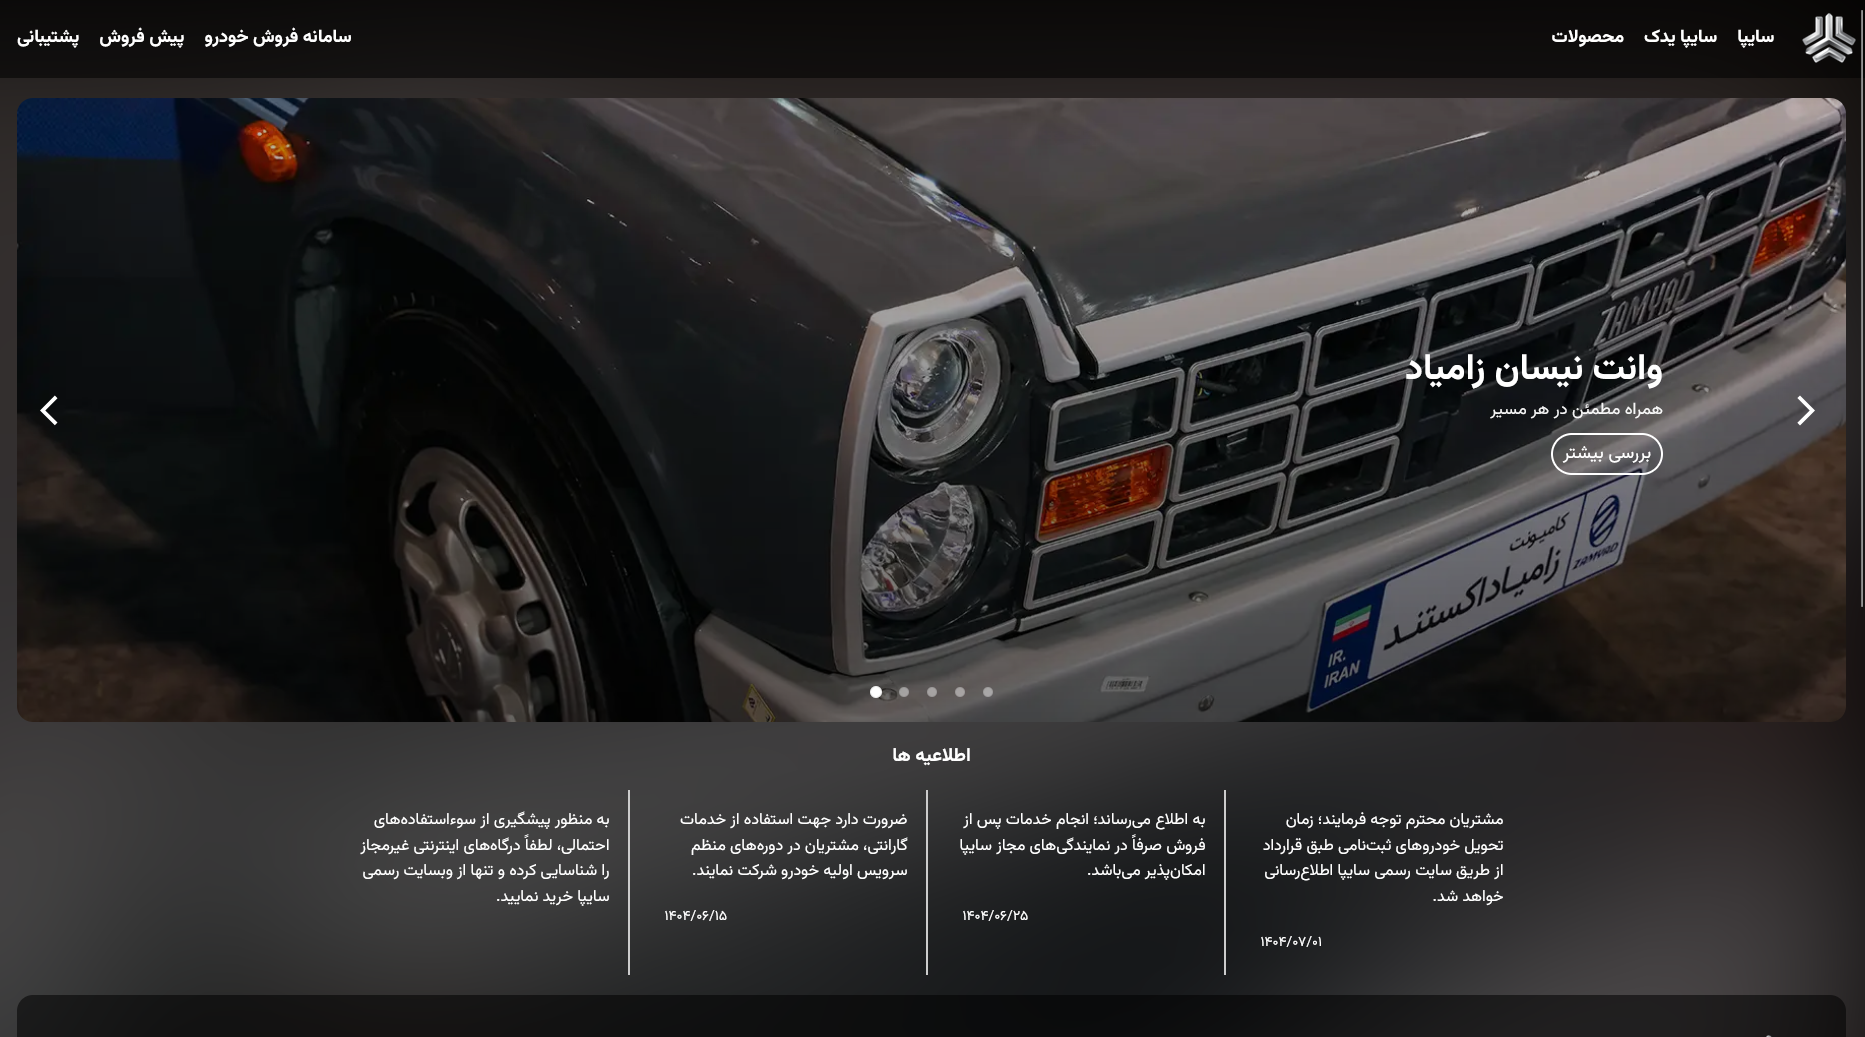 سایپا
سایپا یدک
محصولات
سامانه فروش خودرو
پیش فروش
پشتیبانی
ZAMYAD
وانت نیسان زامیاد
همراه مطمئن در هر مسیر
بررسی بیشتر
کامیونت
زامیاداکستند
ZAMYAD
I.R.
IRAN
اطلاعیه ها
مشتریان محترم توجه فرمایند؛ زمان
تحویل خودروهای ثبت‌نامی طبق قرارداد
از طریق سایت رسمی سایپا اطلاع‌رسانی
خواهد شد.
۱۴۰۴/۰۷/۰۱
به اطلاع می‌رساند؛ انجام خدمات پس از
فروش صرفاً در نمایندگی‌های مجاز سایپا
امکان‌پذیر می‌باشد.
۱۴۰۴/۰۶/۲۵
ضرورت دارد جهت استفاده از خدمات
گارانتی، مشتریان در دوره‌های منظم
سرویس اولیه خودرو شرکت نمایند.
۱۴۰۴/۰۶/۱۵
به منظور پیشگیری از سوءاستفاده‌های
احتمالی، لطفاً درگاه‌های اینترنتی غیرمجاز
را شناسایی کرده و تنها از وبسایت رسمی
سایپا خرید نمایید.